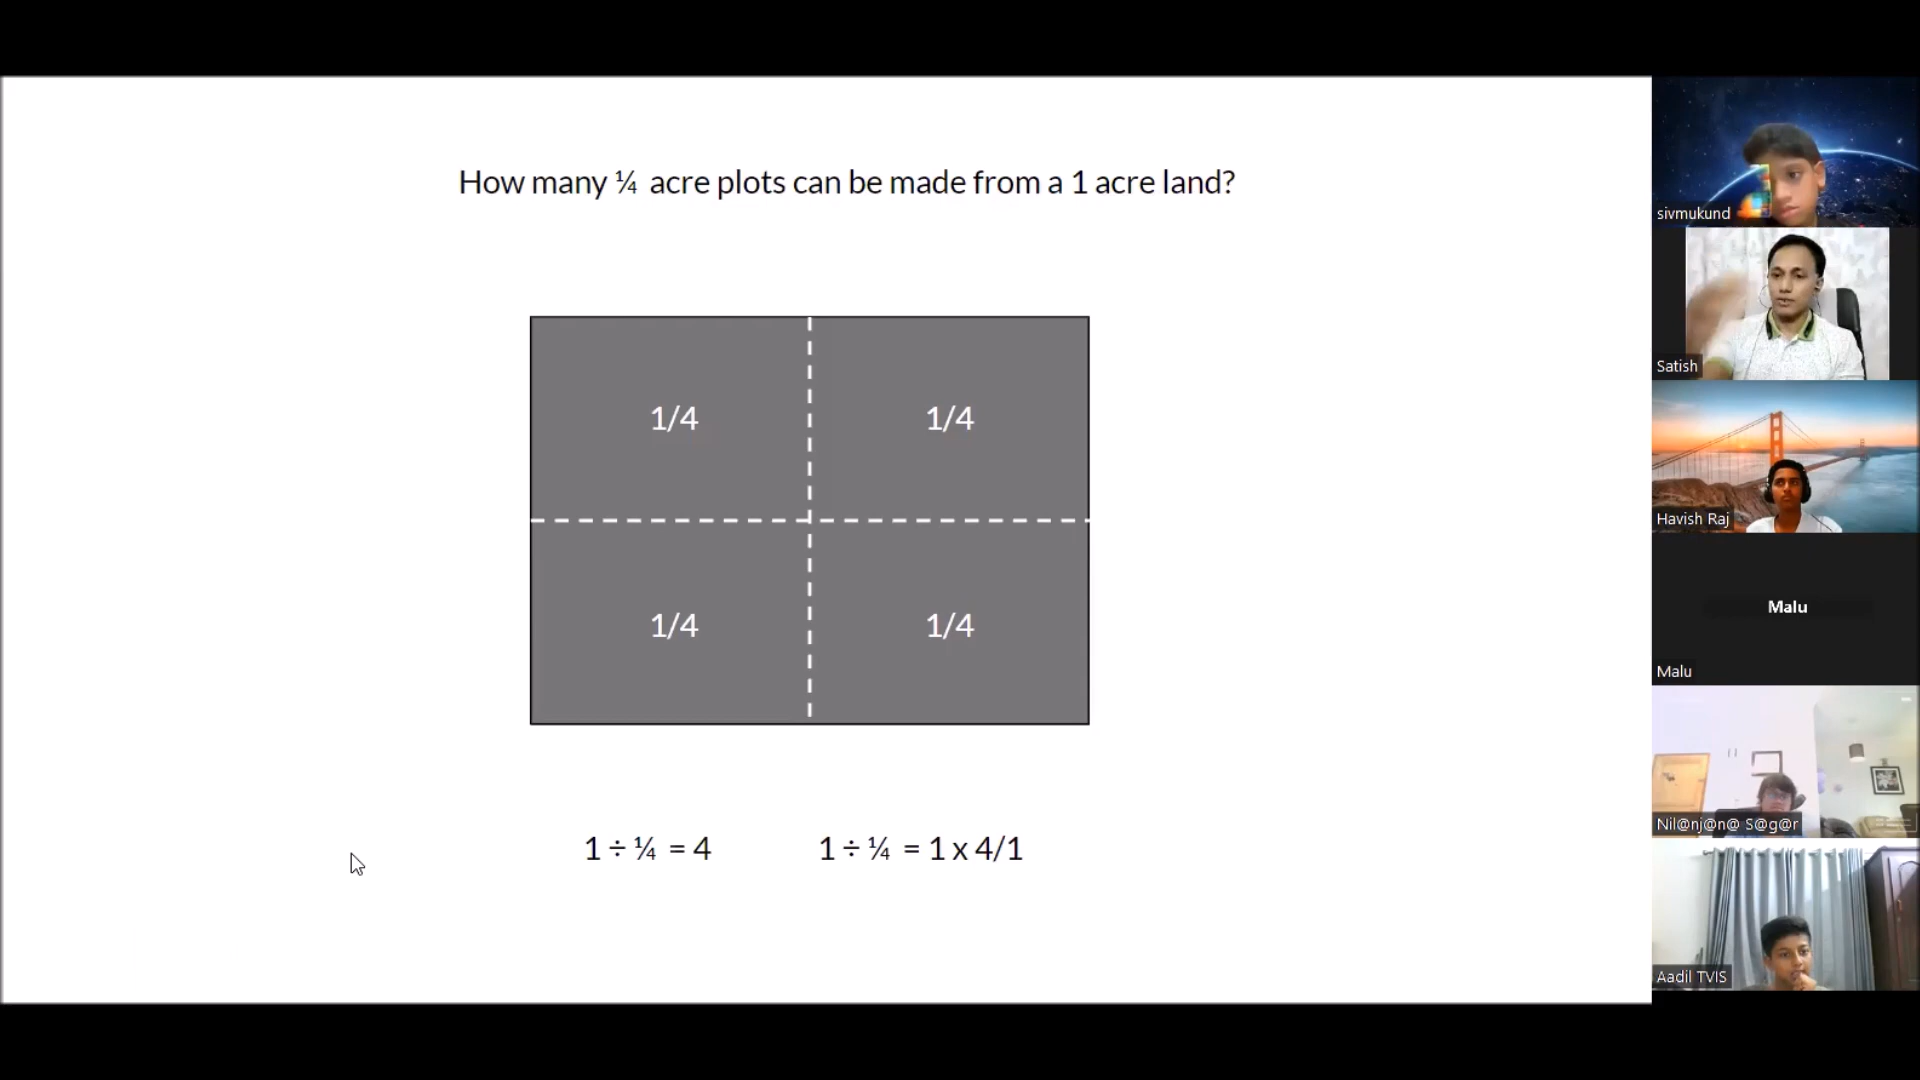 How many ¼ acre plots can be made from a 1 acre land?
1/4 1/4
1/4 1/4
1 ÷ ¼ = 4 1 ÷ ¼ = 1 x 4/1
sivmukund
Satish
Havish Raj
Malu
Malu
Nil@nj@n@ S@g@r
Aadil TVIS